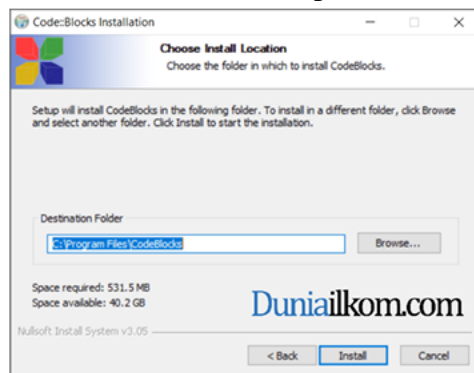 Code::Blocks Installation
Choose Install Location
Choose the folder in which to install CodeBlocks.
Setup will install CodeBlocks in the following folder. To install in a different folder, click Browse
and select another folder. Click Install to start the installation.
Destination Folder
C:\Program Files\CodeBlocks
Browse...
Space required: 531.5 MB
Space available: 40.2 GB
Duniailkom.com
Nullsoft Install System v3.05
< Back
Install
Cancel